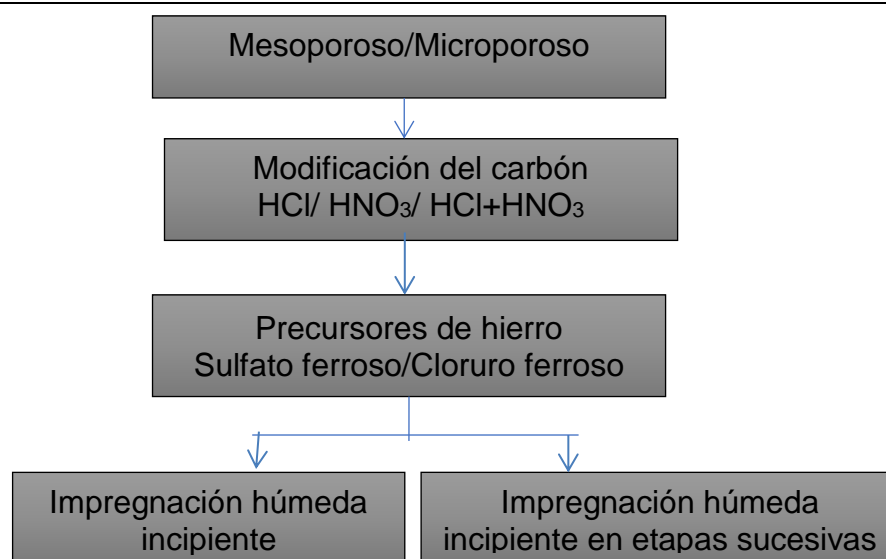 Mesoporoso/Microporoso
Modificación del carbón
HCl/ HNO₃/ HCl+HNO₃
Precursores de hierro
Sulfato ferroso/Cloruro ferroso
Impregnación húmeda
incipiente
Impregnación húmeda
incipiente en etapas sucesivas